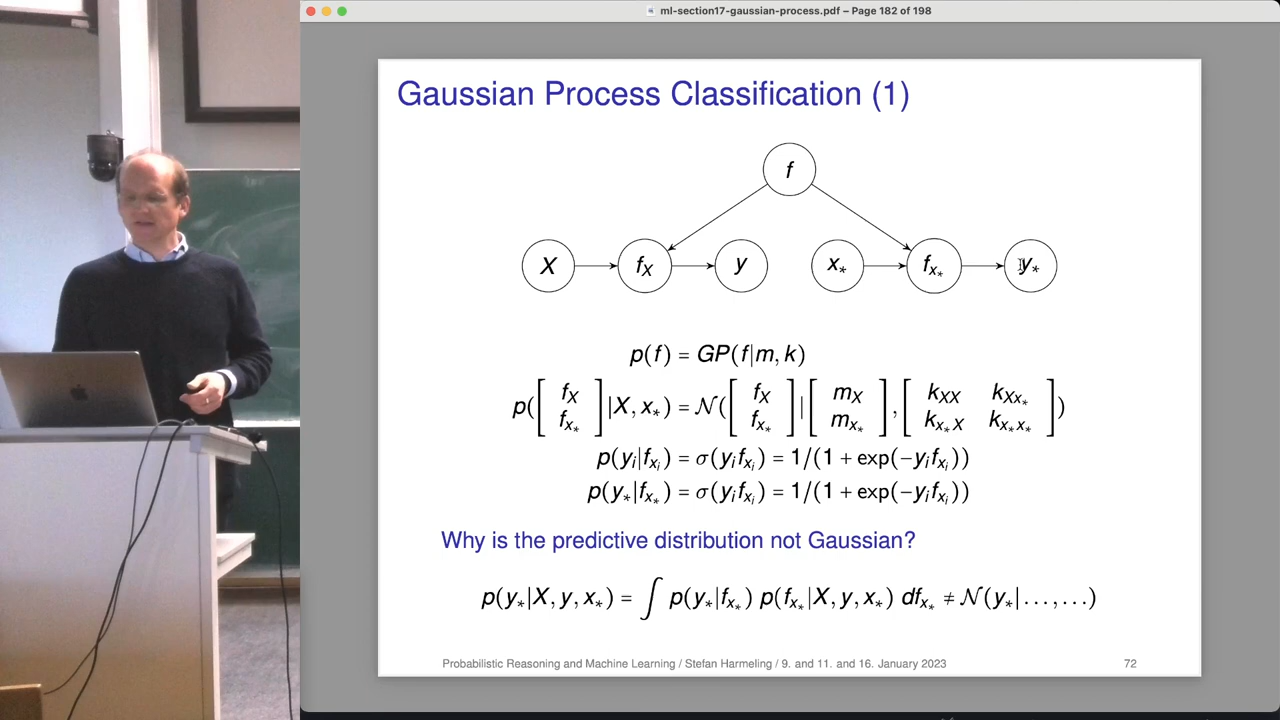 ml-section17-gaussian-process.pdf – Page 182 of 198
Gaussian Process Classification (1)
f
X f_X y x_* f_{x_*} y_*
p(f) = GP(f|m, k)
p([f_X f_{x_*}]|X, x_*) = 𝒩([f_X f_{x_*}]|[m_X m_{x_*}], [k_{XX} k_{Xx_*} k_{x_*X} k_{x_*x_*}])
p(y_i|f_{x_i}) = σ(y_i f_{x_i}) = 1/(1 + exp(−y_i f_{x_i}))
p(y_*|f_{x_*}) = σ(y_i f_{x_i}) = 1/(1 + exp(−y_i f_{x_i}))
Why is the predictive distribution not Gaussian?
p(y_*|X, y, x_*) = ∫ p(y_*|f_{x_*}) p(f_{x_*}|X, y, x_*) df_{x_*} ≠ 𝒩(y_*|…,…)
Probabilistic Reasoning and Machine Learning / Stefan Harmeling / 9. and 11. and 16. January 2023 72